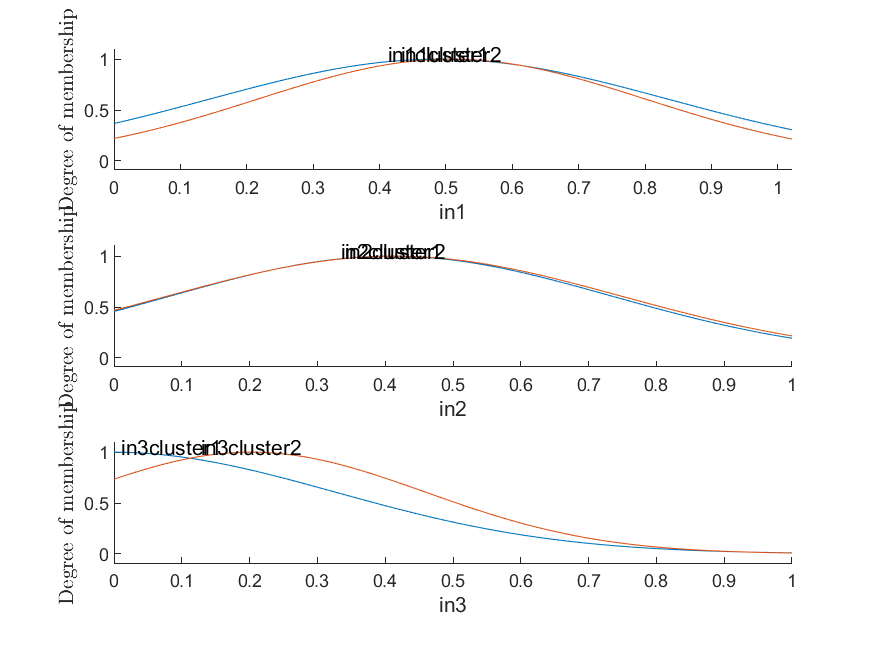 in1cluster1
in1cluster2
Degree of membership
1
0.5
0
0 0.1 0.2 0.3 0.4 0.5 0.6 0.7 0.8 0.9 1
in1
in2cluster1
in2cluster2
Degree of membership
1
0.5
0
0 0.1 0.2 0.3 0.4 0.5 0.6 0.7 0.8 0.9 1
in2
in3cluster1
in3cluster2
Degree of membership
1
0.5
0
0 0.1 0.2 0.3 0.4 0.5 0.6 0.7 0.8 0.9 1
in3